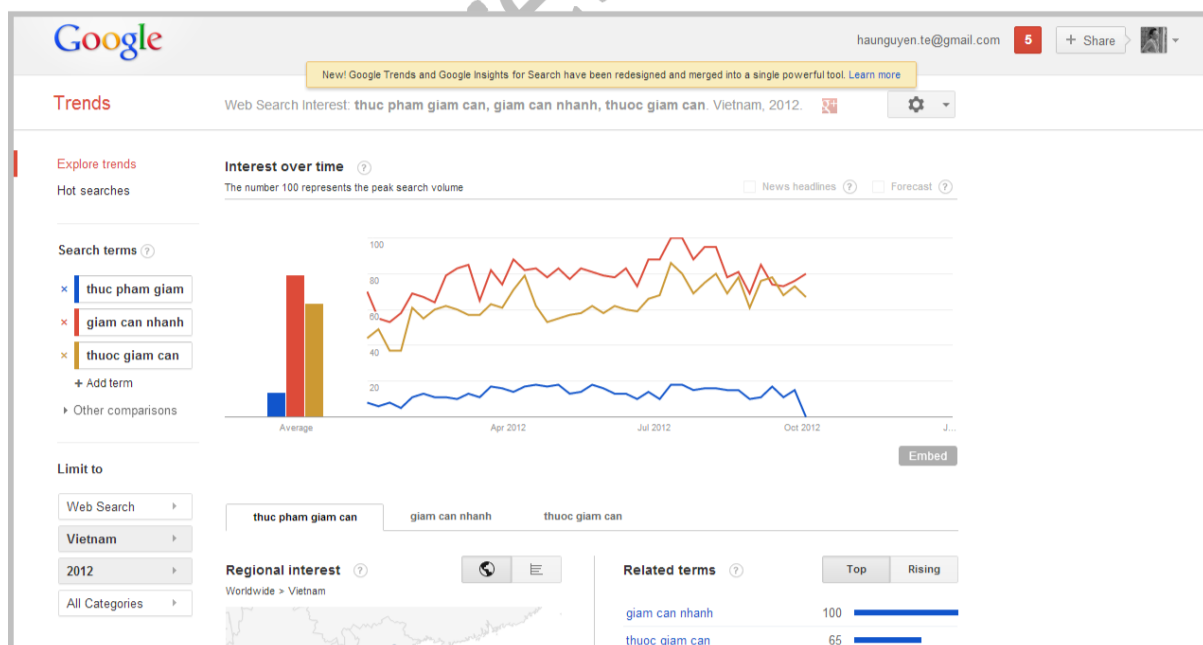 Google
haunguyen.te@gmail.com 5 + Share
New! Google Trends and Google Insights for Search have been redesigned and merged into a single powerful tool. Learn more
Trends
Web Search Interest: thuc pham giam can, giam can nhanh, thuoc giam can. Vietnam, 2012.
Explore trends
Hot searches
Search terms ?
× thuc pham giam
× giam can nhanh
× thuoc giam can
+ Add term
Other comparisons
Limit to
Web Search
Vietnam
2012
All Categories
Interest over time ?
The number 100 represents the peak search volume
News headlines ? Forecast ?
100
80
60
40
20
Average Apr 2012 Jul 2012 Oct 2012 J...
Embed
thuc pham giam can giam can nhanh thuoc giam can
Regional interest ?
Worldwide > Vietnam
Related terms ? Top Rising
giam can nhanh 100
thuoc giam can 65